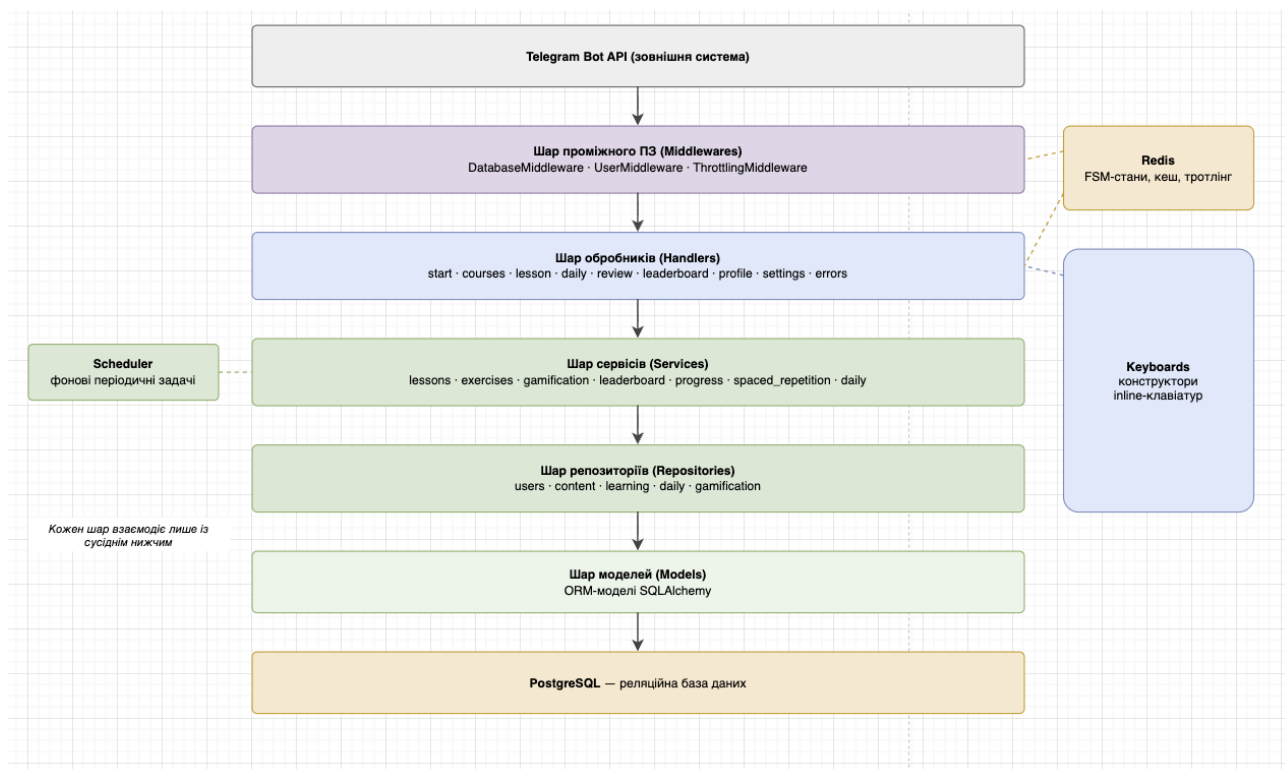 Telegram Bot API (зовнішня система)
Шар проміжного ПЗ (Middlewares)
DatabaseMiddleware · UserMiddleware · ThrottlingMiddleware
Redis
FSM-стани, кеш, тротлінг
Шар обробників (Handlers)
start · courses · lesson · daily · review · leaderboard · profile · settings · errors
Scheduler
фонові періодичні задачі
Шар сервісів (Services)
lessons · exercises · gamification · leaderboard · progress · spaced_repetition · daily
Keyboards
конструктори
inline-клавіатур
Шар репозиторіїв (Repositories)
users · content · learning · daily · gamification
Кожен шар взаємодіє лише із
сусіднім нижчим
Шар моделей (Models)
ORM-моделі SQLAlchemy
PostgreSQL — реляційна база даних